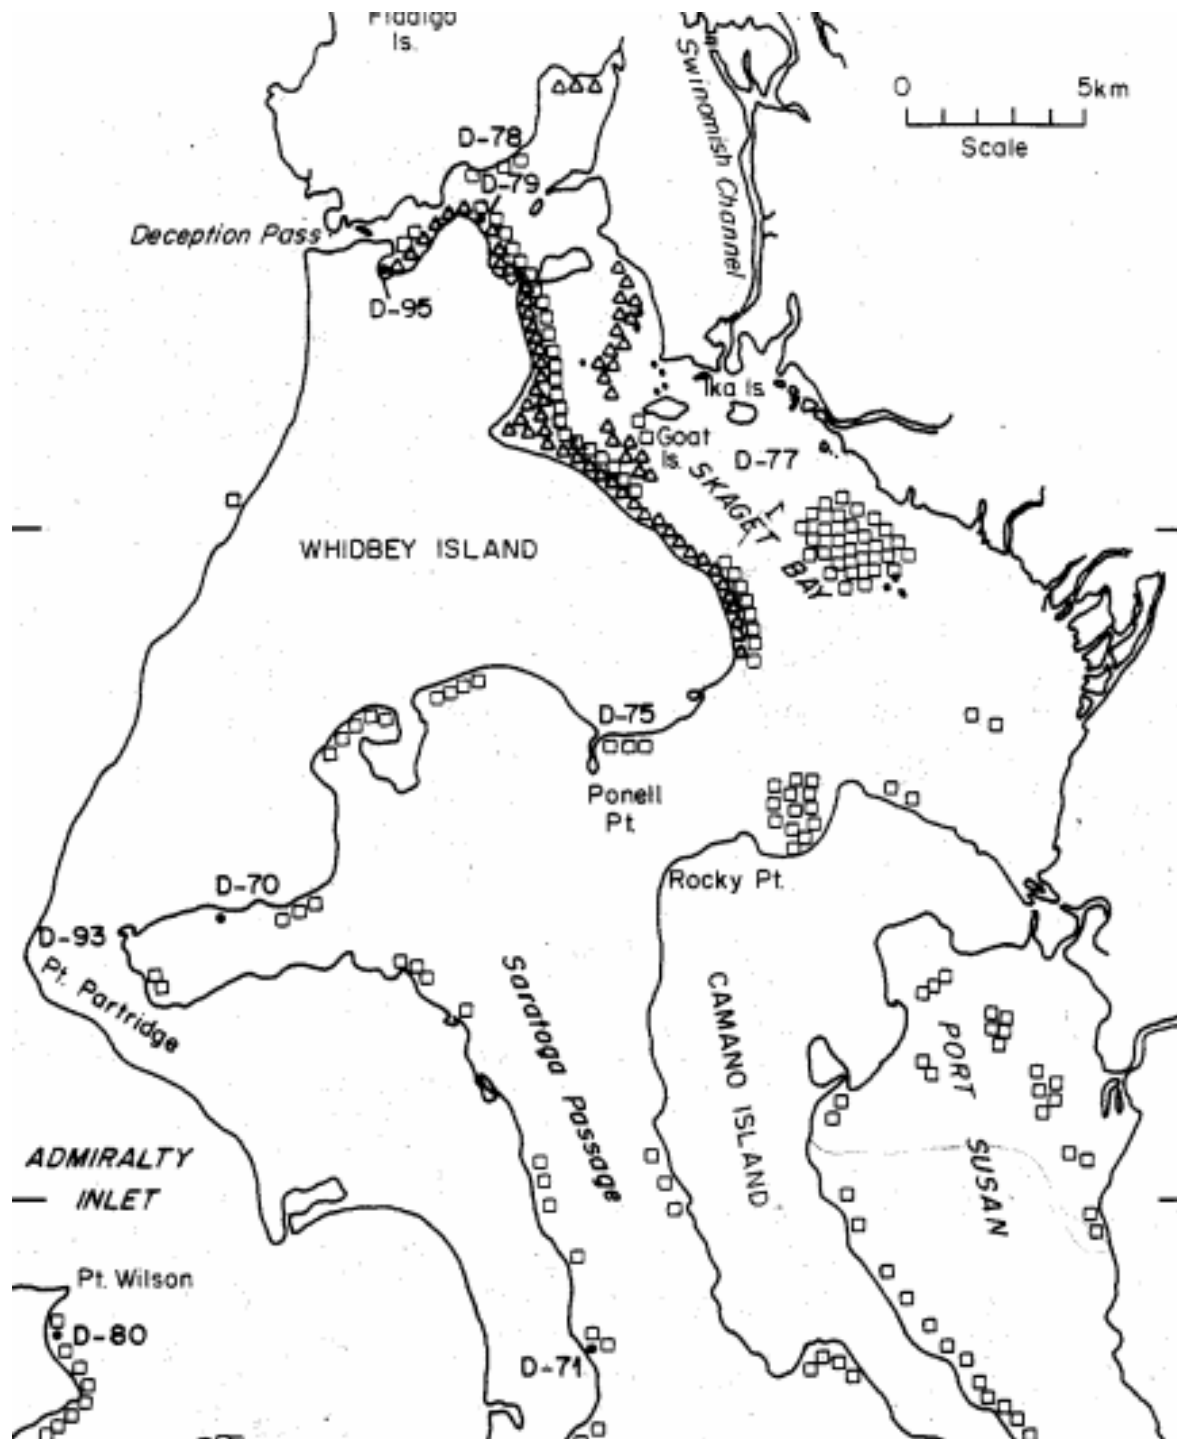 Fidalgo
Is.
0 5km
Scale
Swinomish Channel
D-78
D-79
Deception Pass
D-95
Ika Is.
Goat
Is.
D-77
SKAGET
BAY
WHIDBEY ISLAND
D-75
Ponell
Pt.
Rocky Pt.
D-70
D-93
Pt. Partridge
Saratoga Passage
CAMANO ISLAND
PORT
SUSAN
ADMIRALTY
INLET
Pt. Wilson
D-80
D-71